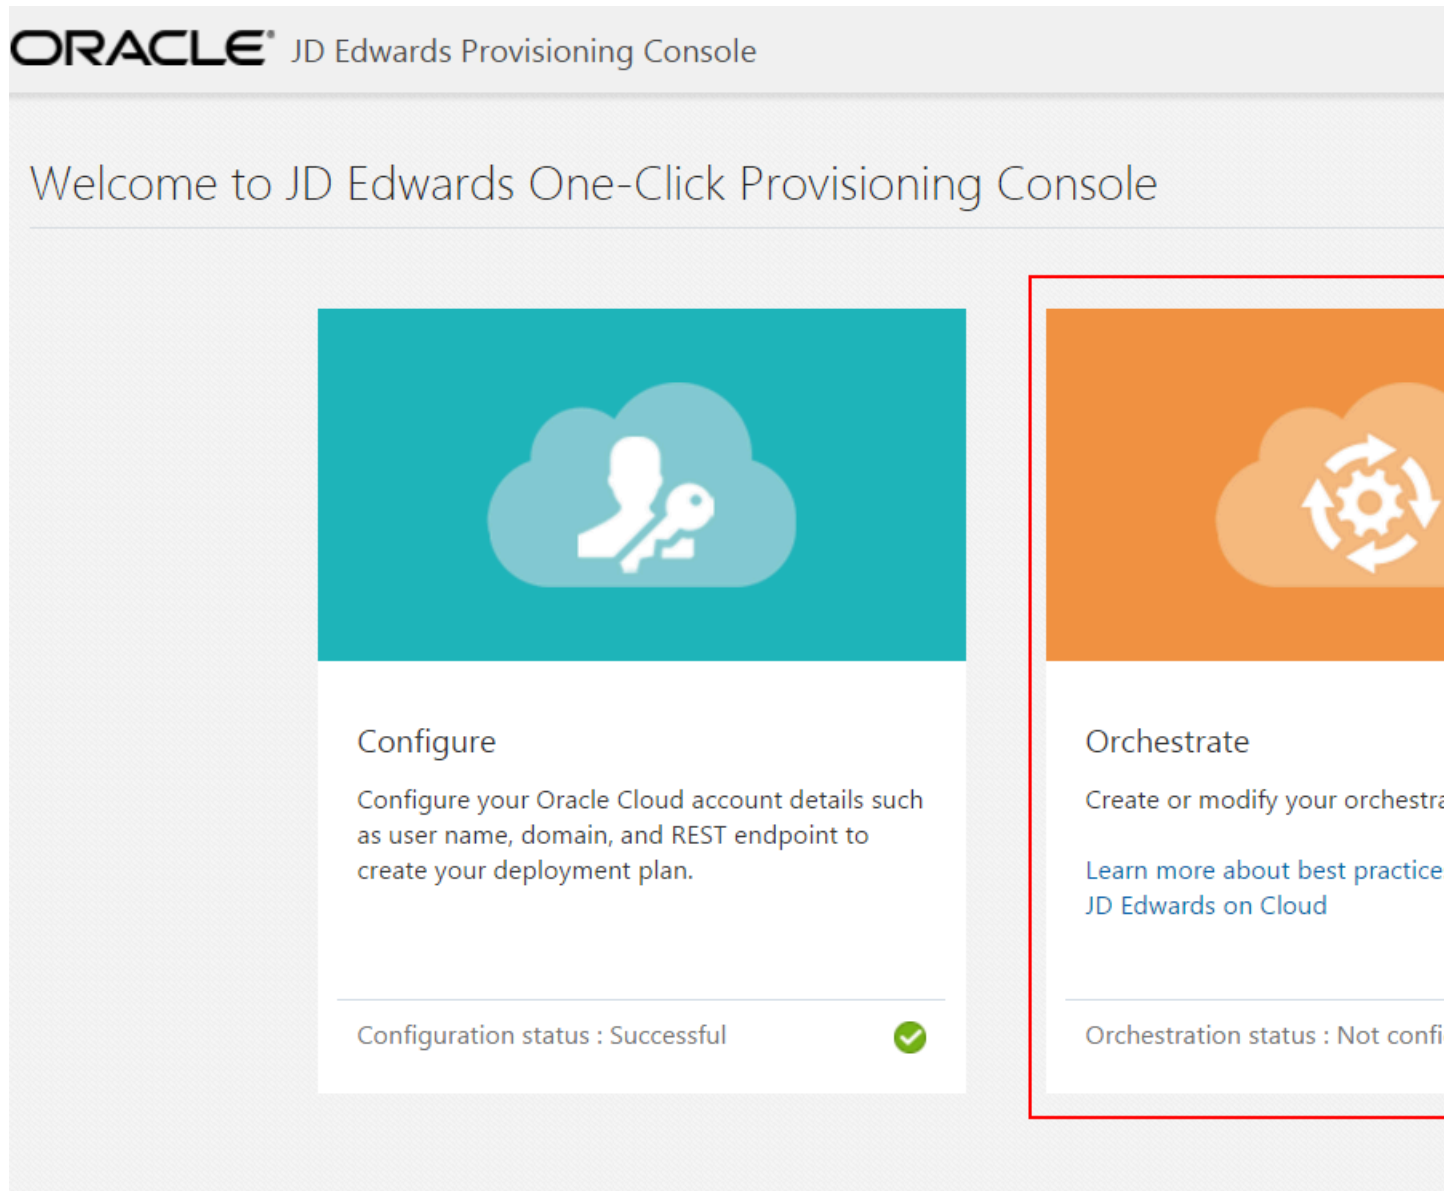 ORACLE® JD Edwards Provisioning Console
Welcome to JD Edwards One-Click Provisioning Console
Configure
Configure your Oracle Cloud account details such
as user name, domain, and REST endpoint to
create your deployment plan.
Configuration status : Successful
Orchestrate
Create or modify your
Learn more about best
JD Edwards on Cloud
Orchestration status : Not